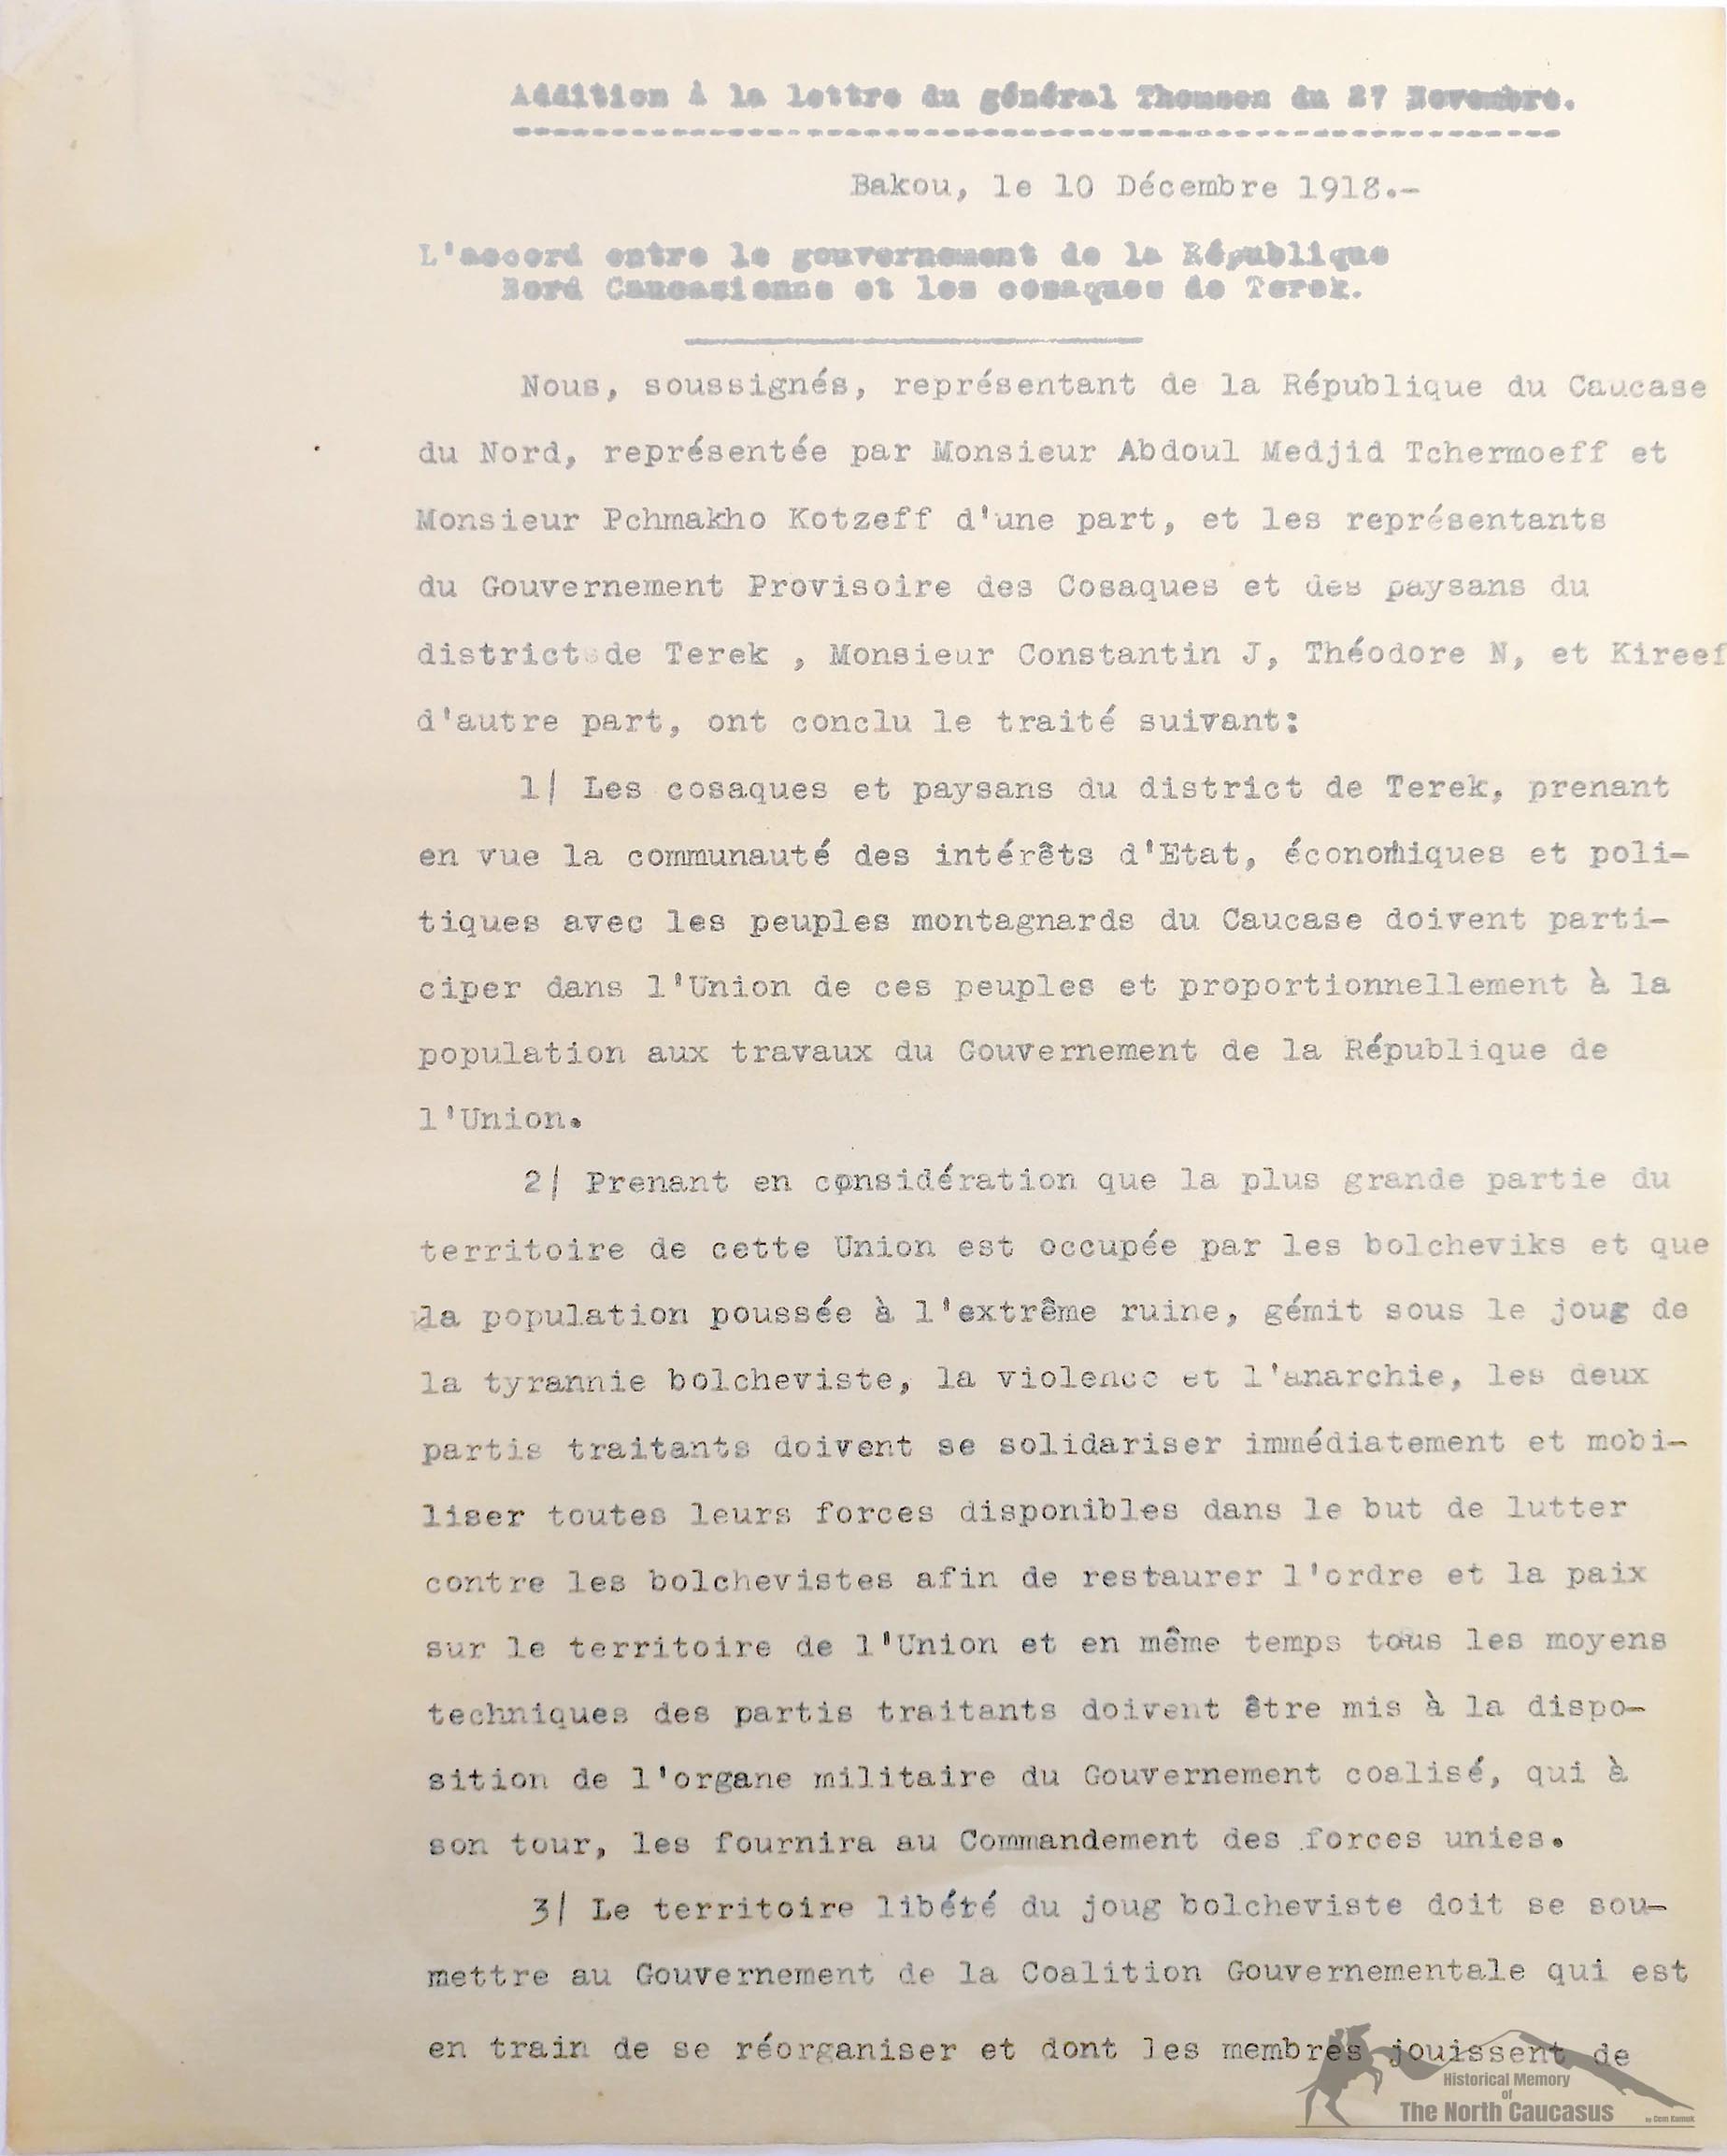 Addition à la lettre du général Thomson du 27 Novembre.
Bakou, le 10 Décembre 1918.-
L'accord entre le gouvernement de la République
Nord Caucasienne et les cosaques de Terek.
Nous, soussignés, représentant de la République du Caucase
du Nord, représentée par Monsieur Abdoul Medjid Tchermoeff et
Monsieur Pchmakho Kotzeff d'une part, et les représentants
du Gouvernement Provisoire des Cosaques et des paysans du
districts de Terek , Monsieur Constantin J, Théodore N, et Kireef
d'autre part, ont conclu le traité suivant:
1/ Les cosaques et paysans du district de Terek, prenant
en vue la communauté des intérêts d'Etat, économiques et poli-
tiques avec les peuples montagnards du Caucase doivent parti-
ciper dans l'Union de ces peuples et proportionnellement à la
population aux travaux du Gouvernement de la République de
l'Union.
2/ Prenant en considération que la plus grande partie du
territoire de cette Union est occupée par les bolcheviks et que
la population poussée à l'extrême ruine, gémit sous le joug de
la tyrannie bolcheviste, la violence et l'anarchie, les deux
partis traitants doivent se solidariser immédiatement et mobi-
liser toutes leurs forces disponibles dans le but de lutter
contre les bolchevistes afin de restaurer l'ordre et la paix
sur le territoire de l'Union et en même temps tous les moyens
techniques des partis traitants doivent être mis à la dispo-
sition de l'organe militaire du Gouvernement coalisé, qui à
son tour, les fournira au Commandement des forces unies.
3/ Le territoire libéré du joug bolcheviste doit se sou-
mettre au Gouvernement de la Coalition Gouvernementale qui est
en train de se réorganiser et dont les membres jouissent de
Historical Memory
of
The North Caucasus
by Cem Kumuk